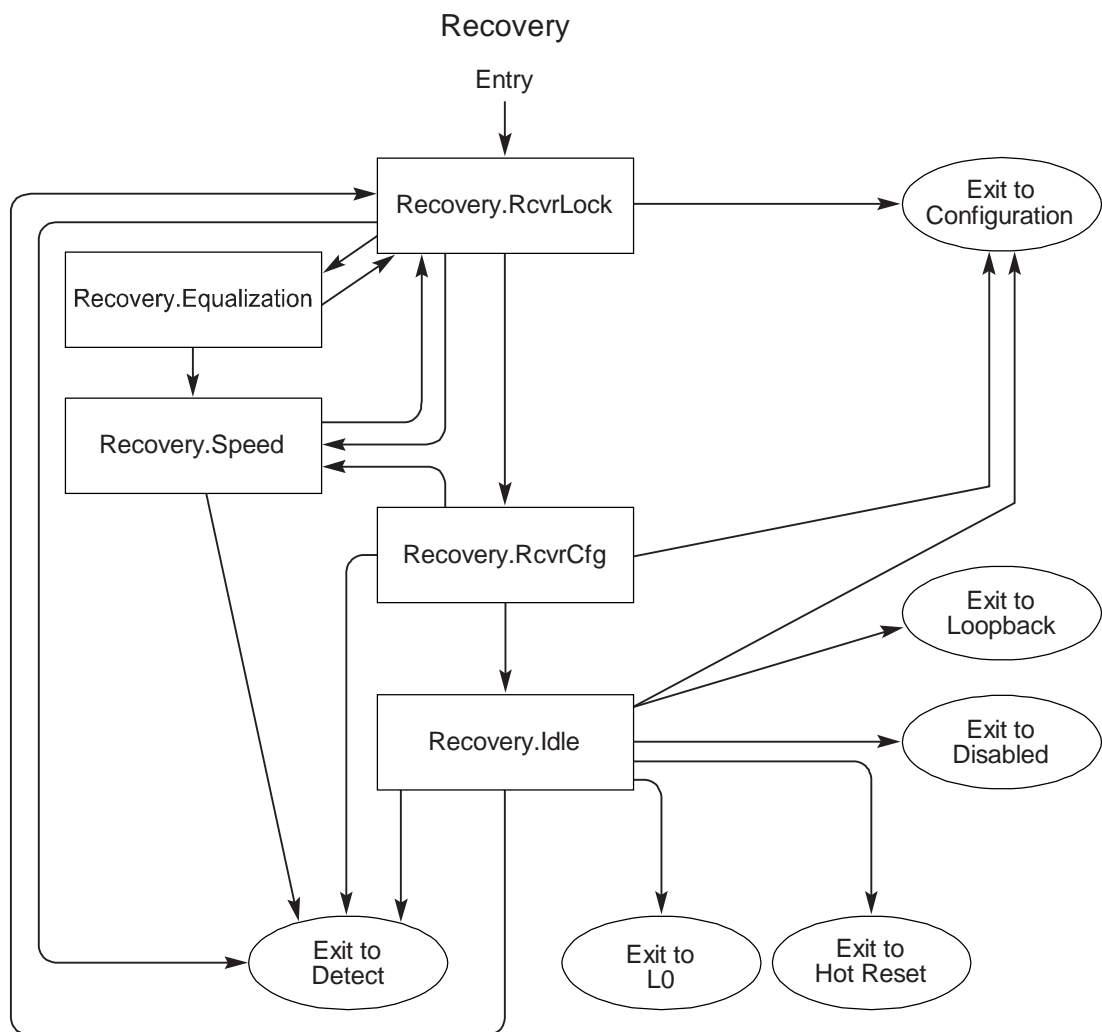 Recovery
Entry
Recovery.RcvrLock
Exit to
Configuration
Recovery.Equalization
Recovery.Speed
Recovery.RcvrCfg
Exit to
Loopback
Recovery.Idle
Exit to
Disabled
Exit to
Detect
Exit to
L0
Exit to
Hot Reset